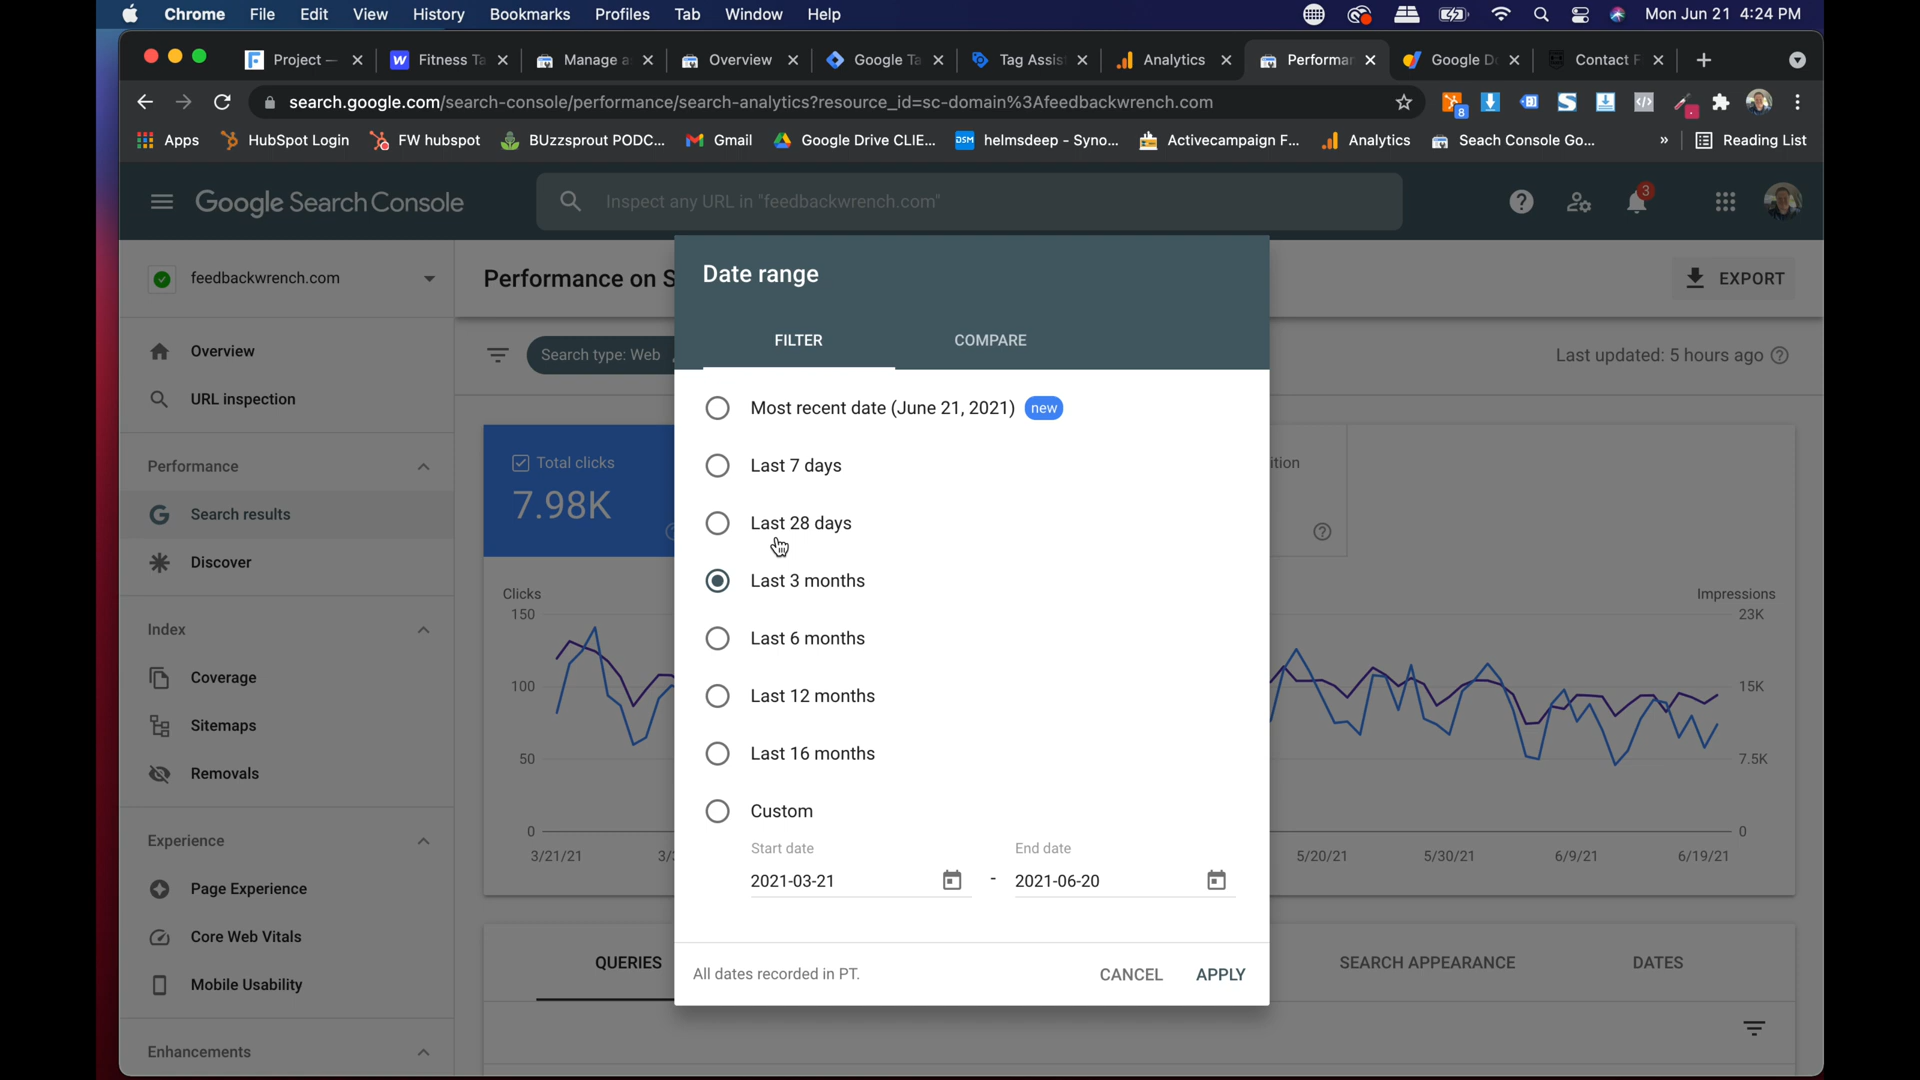 Chrome File Edit View History Bookmarks Profiles Tab Window Help Mon Jun 21 4:24 PM
Project — Fitness Ta Manage a Overview Google Ta Tag Assis Analytics Performan Google D Contact F
search.google.com/search-console/performance/search-analytics?resource_id=sc-domain%3Afeedbackwrench.com
8
Apps HubSpot Login FW hubspot BUzzsprout PODC... Gmail Google Drive CLIE... DSM helmsdeep - Syno... Activecampaign F... Analytics Seach Console Go... » Reading List
Google Search Console
Inspect any URL in "feedbackwrench.com"
3
feedbackwrench.com
Performance on S
EXPORT
Overview
URL inspection
Performance
Search results
Discover
Index
Coverage
Sitemaps
Removals
Experience
Page Experience
Core Web Vitals
Mobile Usability
Enhancements
Search type: Web
Last updated: 5 hours ago
Total clicks
7.98K
ition
Clicks
150
100
50
0
Impressions
23K
15K
7.5K
0
3/21/21 3/3 5/20/21 5/30/21 6/9/21 6/19/21
QUERIES SEARCH APPEARANCE DATES
Date range
FILTER COMPARE
Most recent date (June 21, 2021) new
Last 7 days
Last 28 days
Last 3 months
Last 6 months
Last 12 months
Last 16 months
Custom
Start date End date
2021-03-21 - 2021-06-20
All dates recorded in PT.
CANCEL APPLY